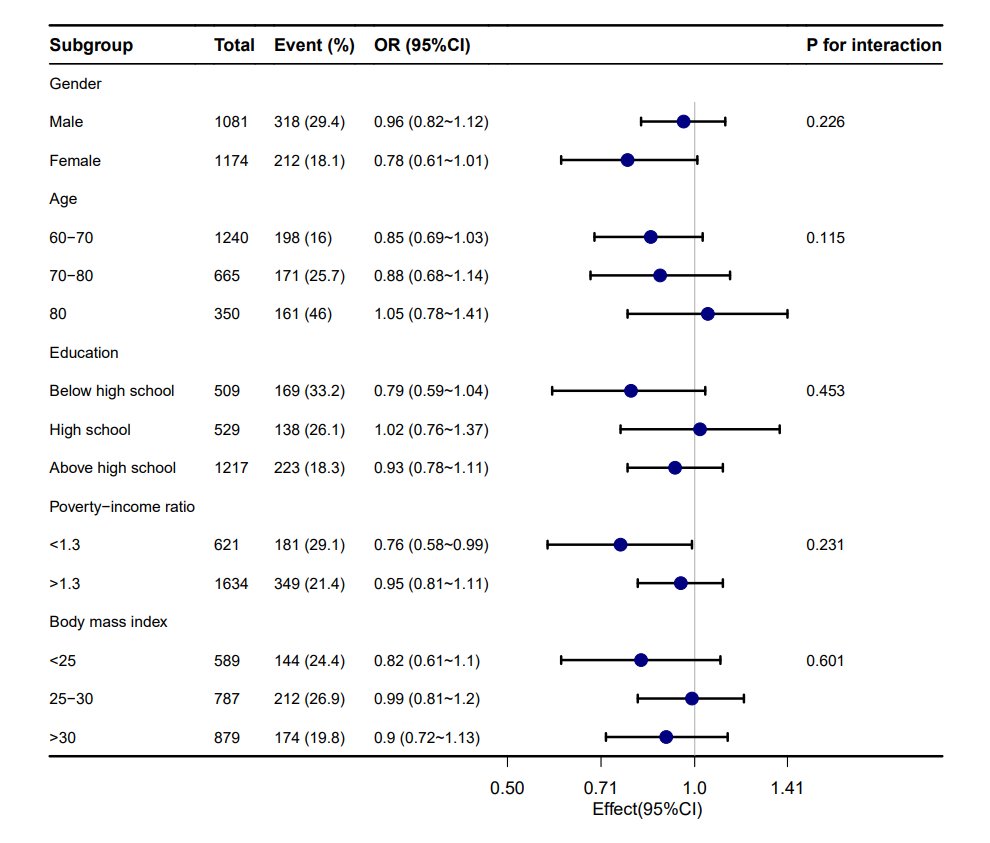 Subgroup Total Event (%) OR (95%CI) P for interaction
Gender
Male 1081 318 (29.4) 0.96 (0.82~1.12) 0.226
Female 1174 212 (18.1) 0.78 (0.61~1.01)
Age
60−70 1240 198 (16) 0.85 (0.69~1.03) 0.115
70−80 665 171 (25.7) 0.88 (0.68~1.14)
80 350 161 (46) 1.05 (0.78~1.41)
Education
Below high school 509 169 (33.2) 0.79 (0.59~1.04) 0.453
High school 529 138 (26.1) 1.02 (0.76~1.37)
Above high school 1217 223 (18.3) 0.93 (0.78~1.11)
Poverty−income ratio
<1.3 621 181 (29.1) 0.76 (0.58~0.99) 0.231
>1.3 1634 349 (21.4) 0.95 (0.81~1.11)
Body mass index
<25 589 144 (24.4) 0.82 (0.61~1.1) 0.601
25−30 787 212 (26.9) 0.99 (0.81~1.2)
>30 879 174 (19.8) 0.9 (0.72~1.13)
0.50 0.71 1.0 1.41
Effect(95%CI)